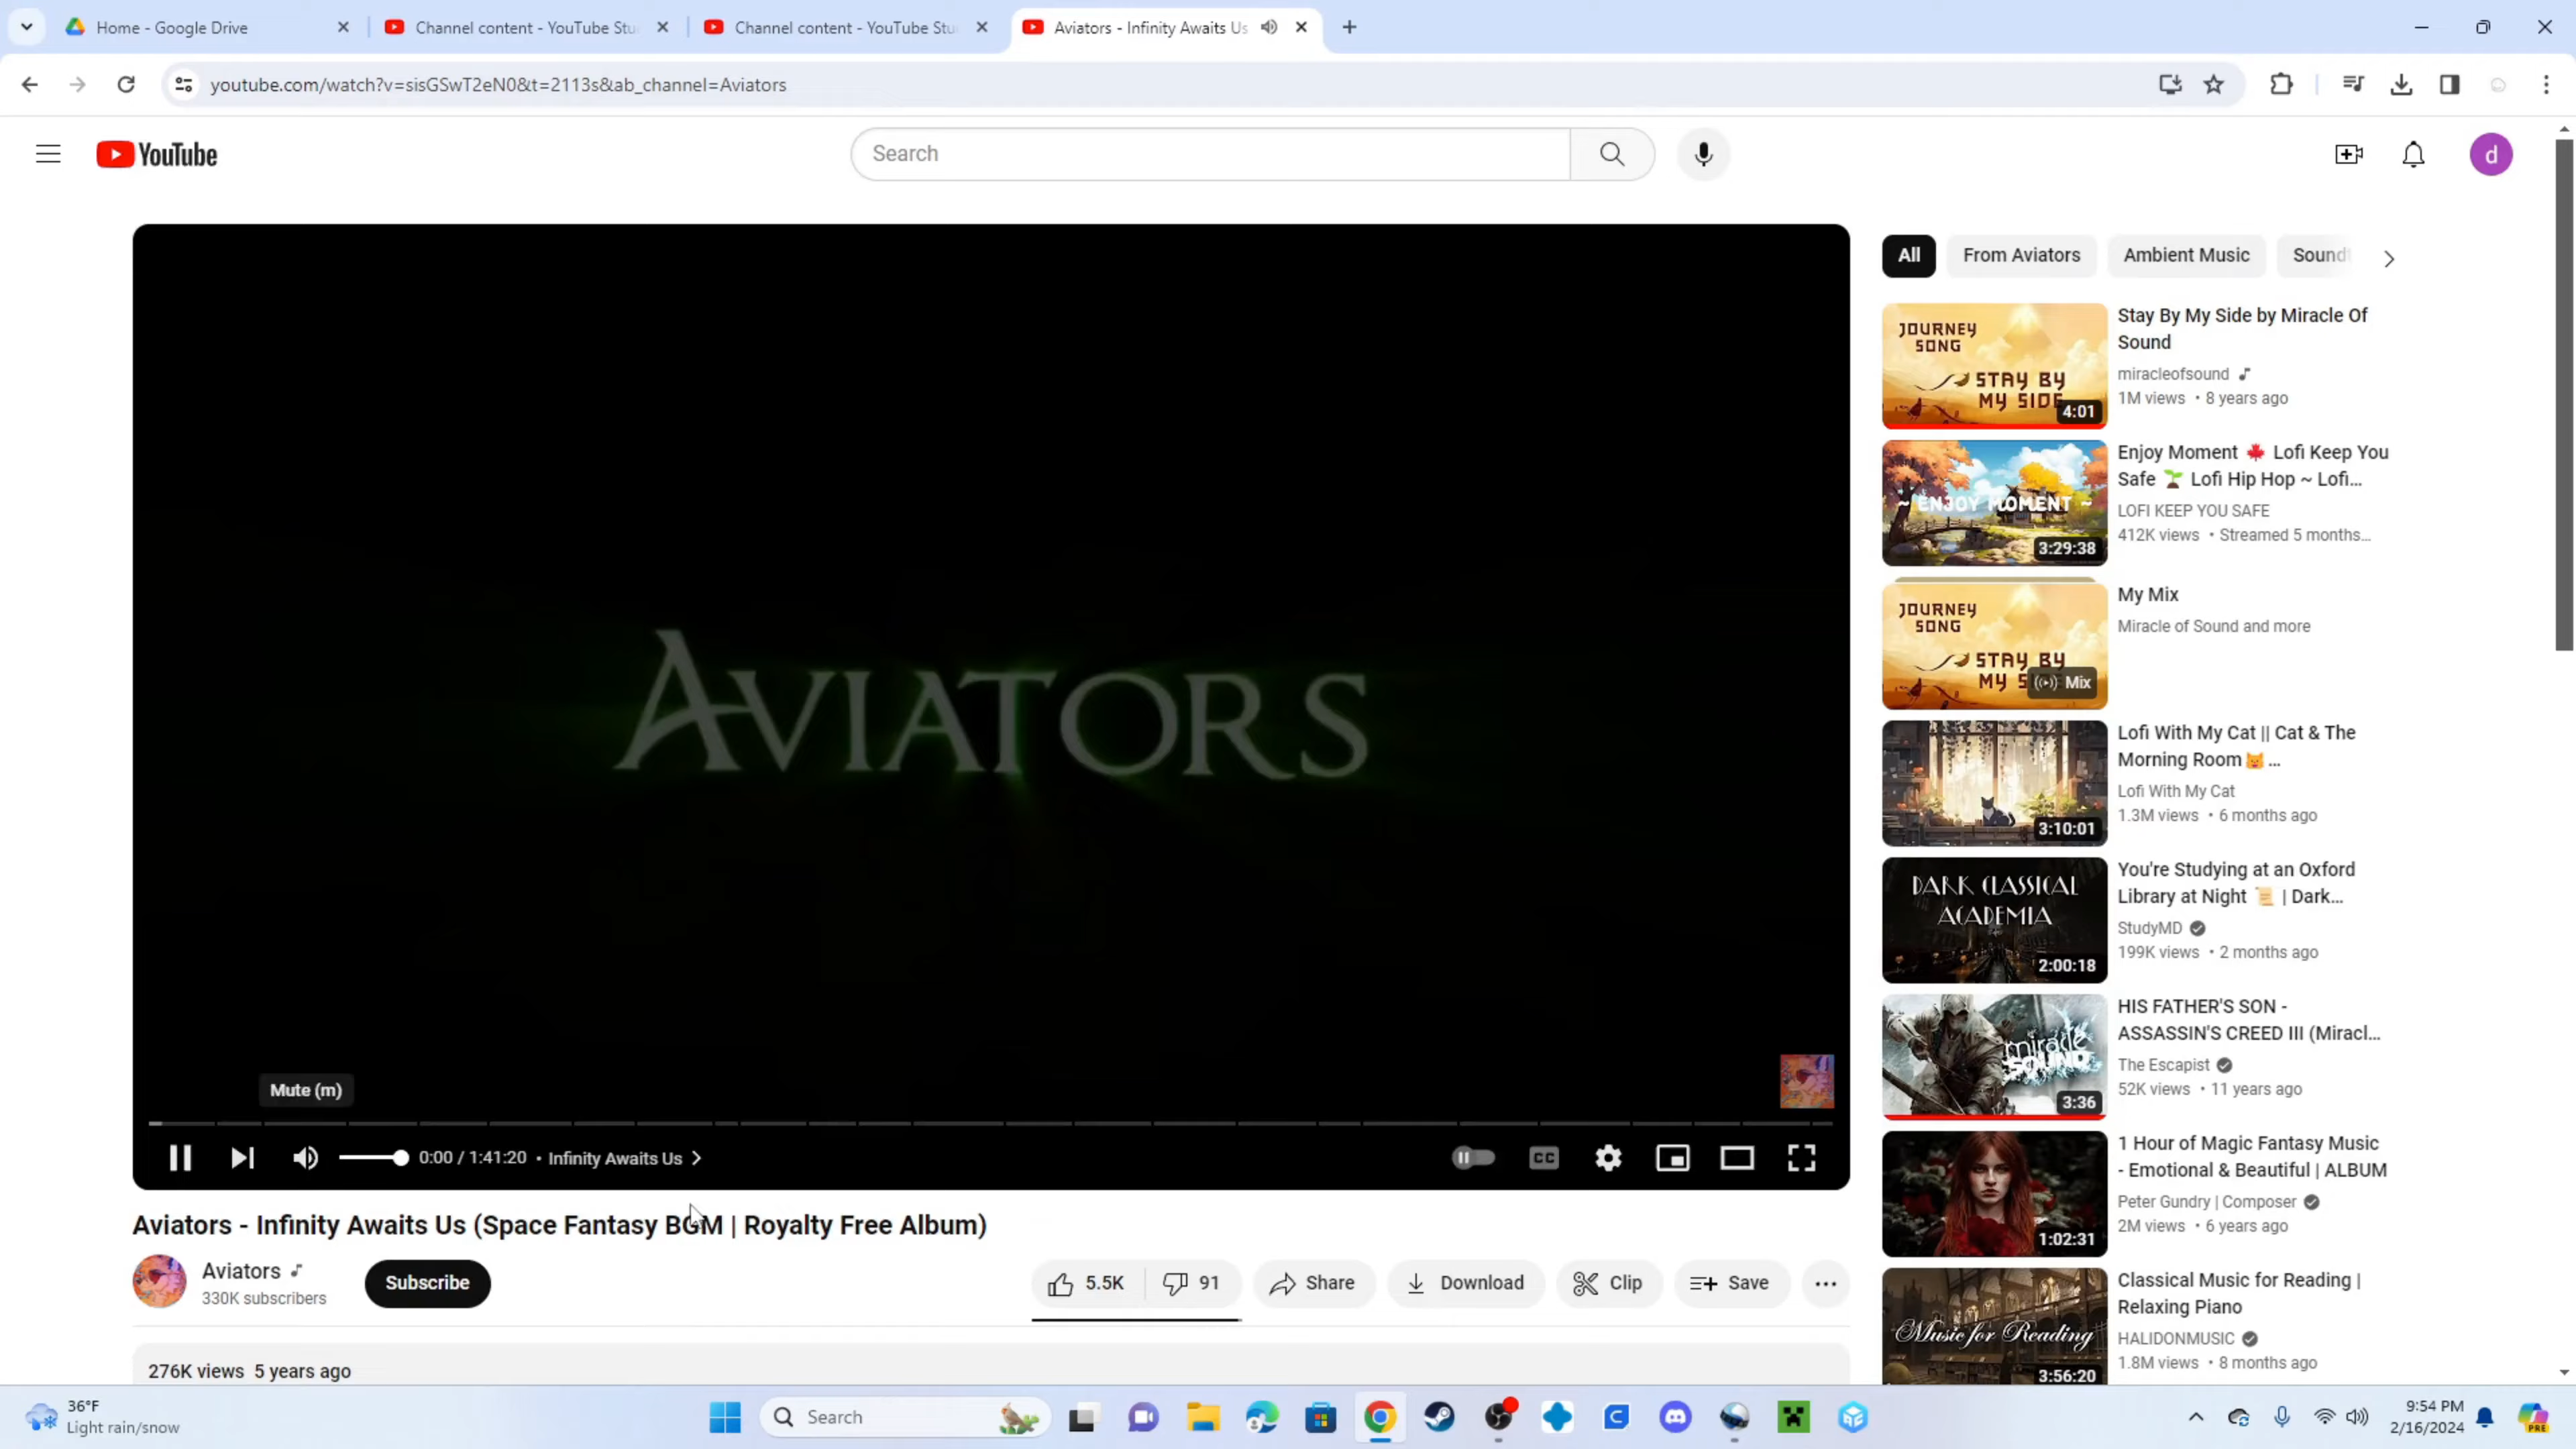 Home - Google Drive
Channel content - YouTube Stu
Channel content - YouTube Stu
Aviators - Infinity Awaits Us
youtube.com/watch?v=sisGSwT2eN0&t=2113s&ab_channel=Aviators
YouTube
Search
d
AVIATORS
Mute (m)
0:00 / 1:41:20 • Infinity Awaits Us
CC
Aviators - Infinity Awaits Us (Space Fantasy BGM | Royalty Free Album)
Aviators
330K subscribers
Subscribe
5.5K
91
Share
Download
Clip
Save
276K views 5 years ago
All
From Aviators
Ambient Music
Sound
JOURNEY
SONG
STAY BY
MY SIDE
4:01
Stay By My Side by Miracle Of
Sound
miracleofsound
1M views • 8 years ago
~ ENJOY MOMENT ~
3:29:38
Enjoy Moment 🍁 Lofi Keep You
Safe 🌱 Lofi Hip Hop ~ Lofi...
LOFI KEEP YOU SAFE
412K views • Streamed 5 months...
JOURNEY
SONG
STAY BY
MY S
Mix
My Mix
Miracle of Sound and more
3:10:01
Lofi With My Cat || Cat & The
Morning Room 😺 ...
Lofi With My Cat
1.3M views • 6 months ago
DARK CLASSICAL
ACADEMIA
2:00:18
You're Studying at an Oxford
Library at Night 📜 | Dark...
StudyMD
199K views • 2 months ago
miracle
SOUND
3:36
HIS FATHER'S SON -
ASSASSIN'S CREED III (Miracl...
The Escapist
52K views • 11 years ago
1:02:31
1 Hour of Magic Fantasy Music
- Emotional & Beautiful | ALBUM
Peter Gundry | Composer
2M views • 6 years ago
Music for Reading
3:56:20
Classical Music for Reading |
Relaxing Piano
HALIDONMUSIC
1.8M views • 8 months ago
36°F
Light rain/snow
Search
9:54 PM
2/16/2024
PRE